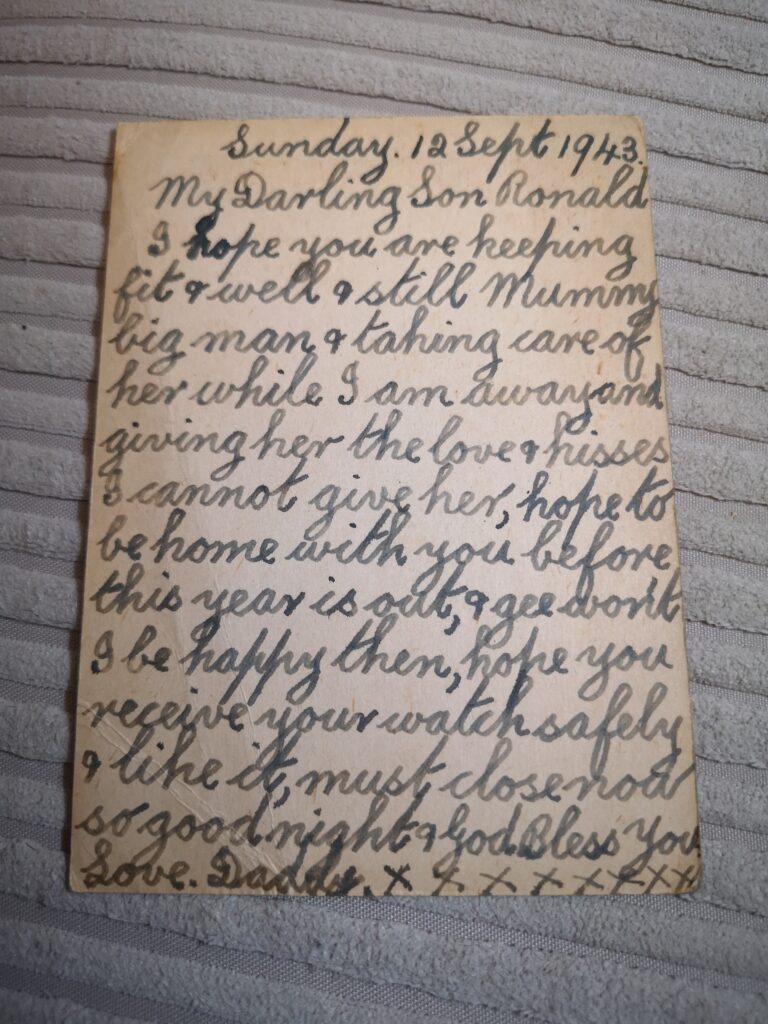 Sunday. 12 Sept 1943.
My Darling Son Ronald
I hope you are keeping
fit & well & still Mummy
big man & taking care of
her while I am away and
giving her the love & kisses
I cannot give her, hope to
be home with you before
this year is out, & gee won't
I be happy then, hope you
receive your watch safely
& like it, must close now
so good night & God Bless You
Love. Daddy. x x x x x x x x